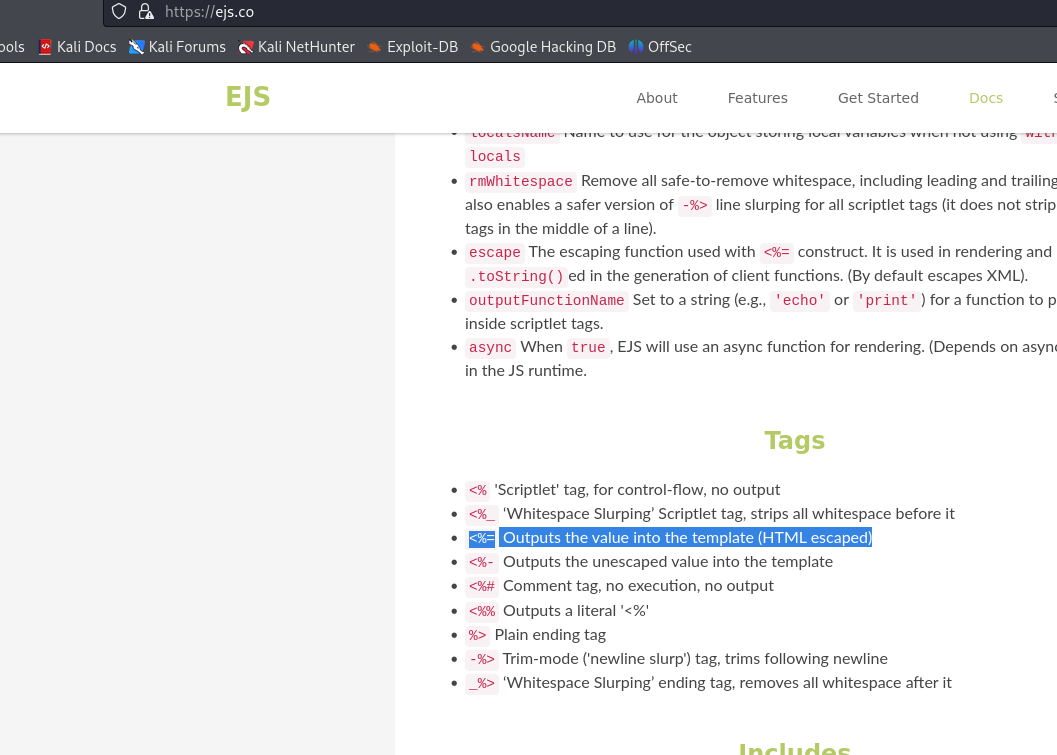 https://ejs.co
ools Kali Docs Kali Forums Kali NetHunter Exploit-DB Google Hacking DB OffSec
EJS About Features Get Started Docs S
localsName Name to use for the object storing local variables when not using with
locals
rmWhitespace Remove all safe-to-remove whitespace, including leading and trailing
also enables a safer version of -%> line slurping for all scriptlet tags (it does not strip
tags in the middle of a line).
escape The escaping function used with <%= construct. It is used in rendering and
.toString()ed in the generation of client functions. (By default escapes XML).
outputFunctionName Set to a string (e.g., 'echo' or 'print') for a function to p
inside scriptlet tags.
async When true, EJS will use an async function for rendering. (Depends on async
in the JS runtime.
Tags
<% 'Scriptlet' tag, for control-flow, no output
<%_ ‘Whitespace Slurping’ Scriptlet tag, strips all whitespace before it
<%= Outputs the value into the template (HTML escaped)
<%- Outputs the unescaped value into the template
<%# Comment tag, no execution, no output
<%% Outputs a literal '<%'
%> Plain ending tag
-%> Trim-mode ('newline slurp') tag, trims following newline
_%> ‘Whitespace Slurping’ ending tag, removes all whitespace after it
Includes